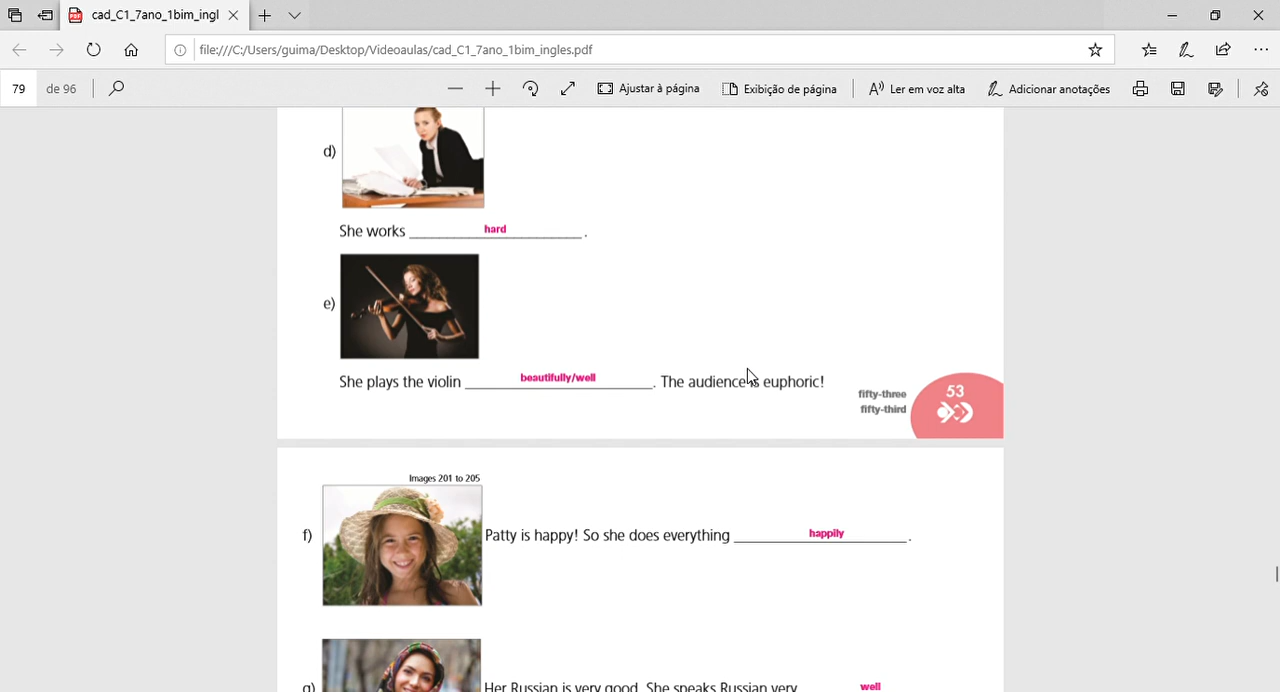 cad_C1_7ano_1bim_ingl
file:///C:/Users/guima/Desktop/Videoaulas/cad_C1_7ano_1bim_ingles.pdf
79 de 96 Ajustar à página Exibição de página Ler em voz alta Adicionar anotações
d)
She works hard .
e)
She plays the violin beautifully/well . The audience is euphoric!
fifty-three
fifty-third
53
Images 201 to 205
f) Patty is happy! So she does everything happily .
g) Her Russian is very good. She speaks Russian very well